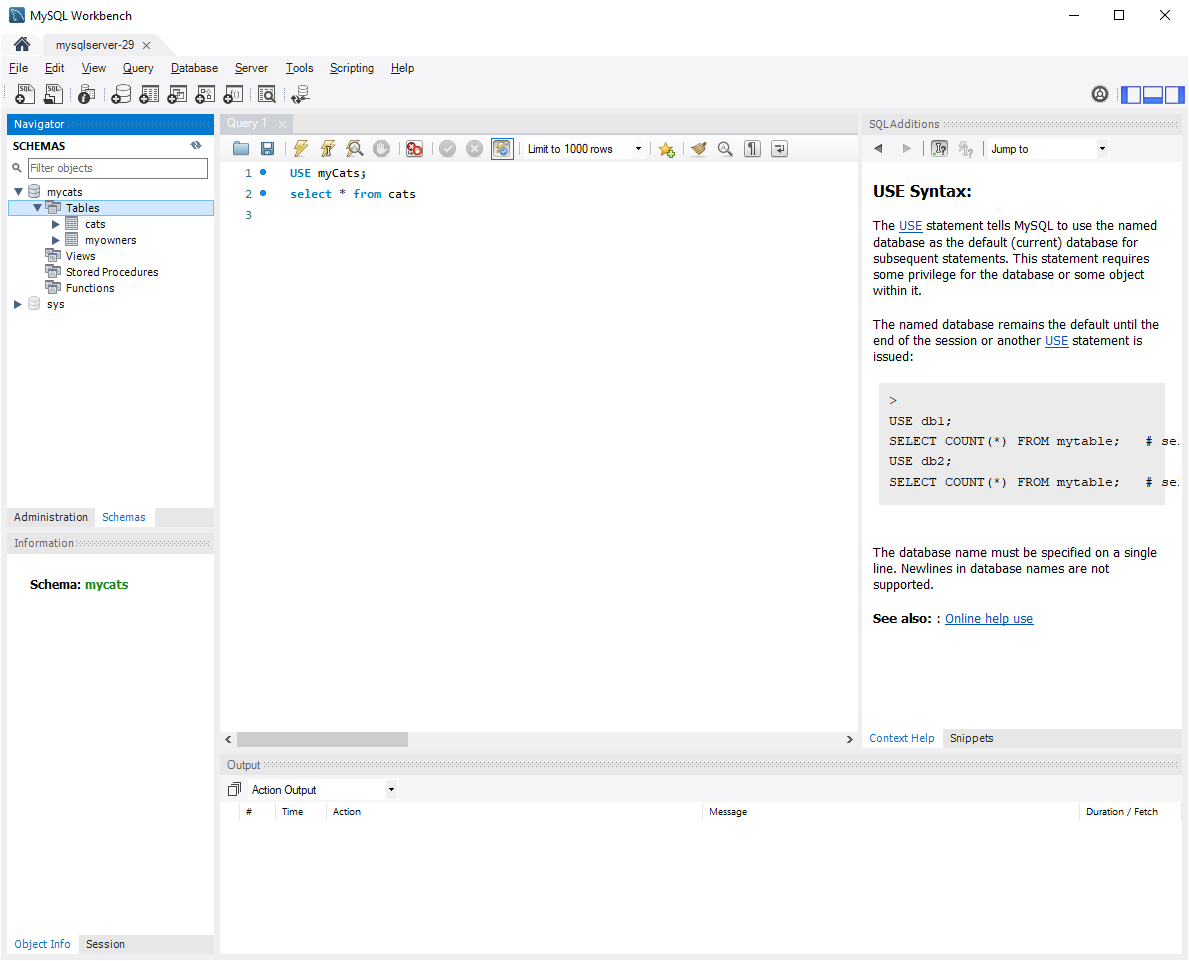 MySQL Workbench
mysqlserver-29
File Edit View Query Database Server Tools Scripting Help
Navigator
SCHEMAS
Filter objects
mycats
Tables
cats
myowners
Views
Stored Procedures
Functions
sys
Administration Schemas
Information
Schema: mycats
Object Info Session
Query 1
Limit to 1000 rows
1 USE myCats;
2 select * from cats
3
SQLAdditions
Jump to
USE Syntax:
The USE statement tells MySQL to use the named
database as the default (current) database for
subsequent statements. This statement requires
some privilege for the database or some object
within it.
The named database remains the default until the
end of the session or another USE statement is
issued:
>
USE db1;
SELECT COUNT(*) FROM mytable; # se
USE db2;
SELECT COUNT(*) FROM mytable; # se
The database name must be specified on a single
line. Newlines in database names are not
supported.
See also: : Online help use
Context Help Snippets
Output
Action Output
# Time Action Message Duration / Fetch